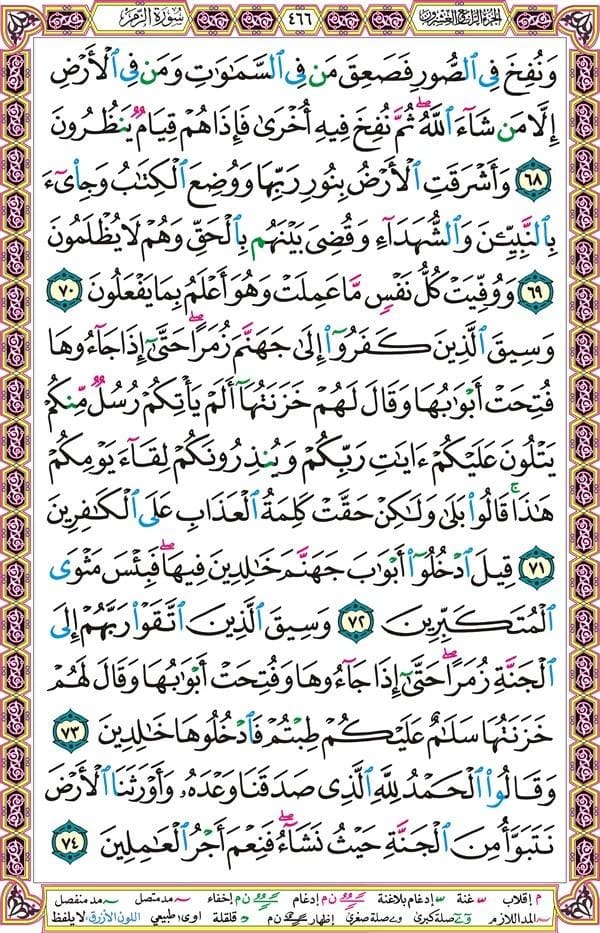 الجزء الرابع والعشرون ٤٦٦ سورة الزمر
وَنُفِخَ فِى ٱلصُّورِ فَصَعِقَ مَن فِى ٱلسَّمَٰوَٰتِ وَمَن فِى ٱلْأَرْضِ
إِلَّا مَن شَآءَ ٱللَّهُ ۖ ثُمَّ نُفِخَ فِيهِ أُخْرَىٰ فَإِذَا هُمْ قِيَامٌ يَنظُرُونَ
٦٨ وَأَشْرَقَتِ ٱلْأَرْضُ بِنُورِ رَبِّهَا وَوُضِعَ ٱلْكِتَٰبُ وَجِا۟ىٓءَ
بِٱلنَّبِيِّۦنَ وَٱلشُّهَدَآءِ وَقُضِىَ بَيْنَهُم بِٱلْحَقِّ وَهُمْ لَا يُظْلَمُونَ
٦٩ وَوُفِّيَتْ كُلُّ نَفْسٍ مَّا عَمِلَتْ وَهُوَ أَعْلَمُ بِمَا يَفْعَلُونَ ٧٠
وَسِيقَ ٱلَّذِينَ كَفَرُوٓا۟ إِلَىٰ جَهَنَّمَ زُمَرًا ۖ حَتَّىٰٓ إِذَا جَآءُوهَا
فُتِحَتْ أَبْوَٰبُهَا وَقَالَ لَهُمْ خَزَنَتُهَآ أَلَمْ يَأْتِكُمْ رُسُلٌ مِّنكُمْ
يَتْلُونَ عَلَيْكُمْ ءَايَٰتِ رَبِّكُمْ وَيُنذِرُونَكُمْ لِقَآءَ يَوْمِكُمْ
هَٰذَا ۚ قَالُوا۟ بَلَىٰ وَلَٰكِنْ حَقَّتْ كَلِمَةُ ٱلْعَذَابِ عَلَى ٱلْكَٰفِرِينَ
٧١ قِيلَ ٱدْخُلُوٓا۟ أَبْوَٰبَ جَهَنَّمَ خَٰلِدِينَ فِيهَا ۖ فَبِئْسَ مَثْوَى
ٱلْمُتَكَبِّرِينَ ٧٢ وَسِيقَ ٱلَّذِينَ ٱتَّقَوْا۟ رَبَّهُمْ إِلَى
ٱلْجَنَّةِ زُمَرًا ۖ حَتَّىٰٓ إِذَا جَآءُوهَا وَفُتِحَتْ أَبْوَٰبُهَا وَقَالَ لَهُمْ
خَزَنَتُهَا سَلَٰمٌ عَلَيْكُمْ طِبْتُمْ فَٱدْخُلُوهَا خَٰلِدِينَ ٧٣
وَقَالُوا۟ ٱلْحَمْدُ لِلَّهِ ٱلَّذِى صَدَقَنَا وَعْدَهُۥ وَأَوْرَثَنَا ٱلْأَرْضَ
نَتَبَوَّأُ مِنَ ٱلْجَنَّةِ حَيْثُ نَشَآءُ ۖ فَنِعْمَ أَجْرُ ٱلْعَٰمِلِينَ ٧٤
م إقلاب غنة إدغام بلاغنة ن م إدغام ن م إخفاء مد متصل مد منفصل
المد اللازم صلة كبرى صلة صغرى إظهار ن م قلقلة اوى؛ طبيعي اللون الأزرق، لا يلفظ